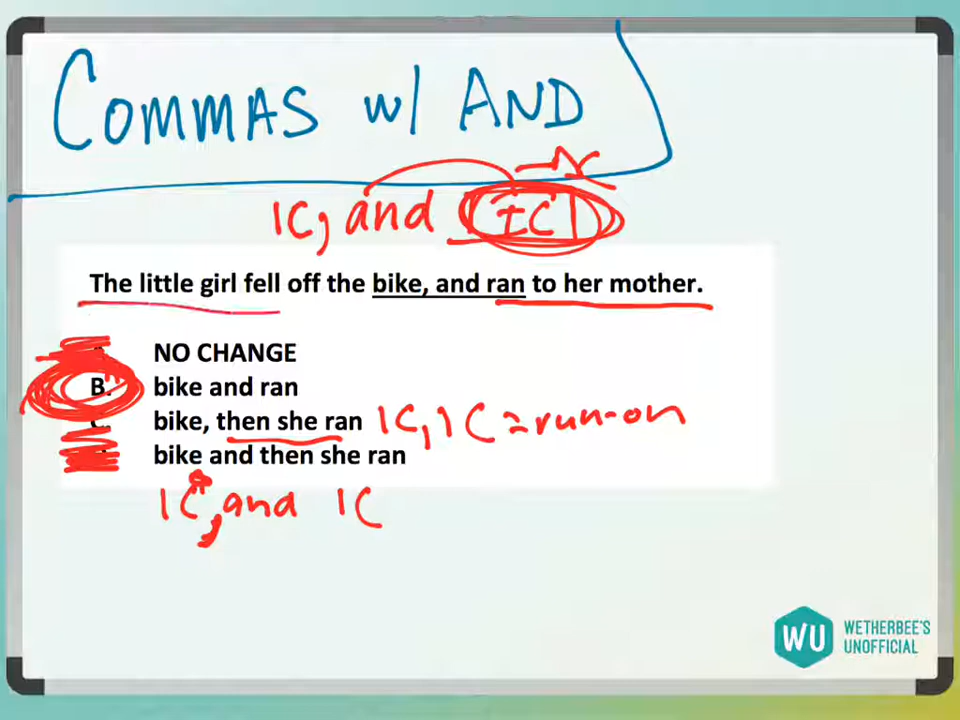 COMMAS w/ AND
IC, and IC
The little girl fell off the bike, and ran to her mother.
NO CHANGE
B. bike and ran
C. bike, then she ran IC, IC = run-on
bike and then she ran
IC, and IC
WU WETHERBEE'S
UNOFFICIAL